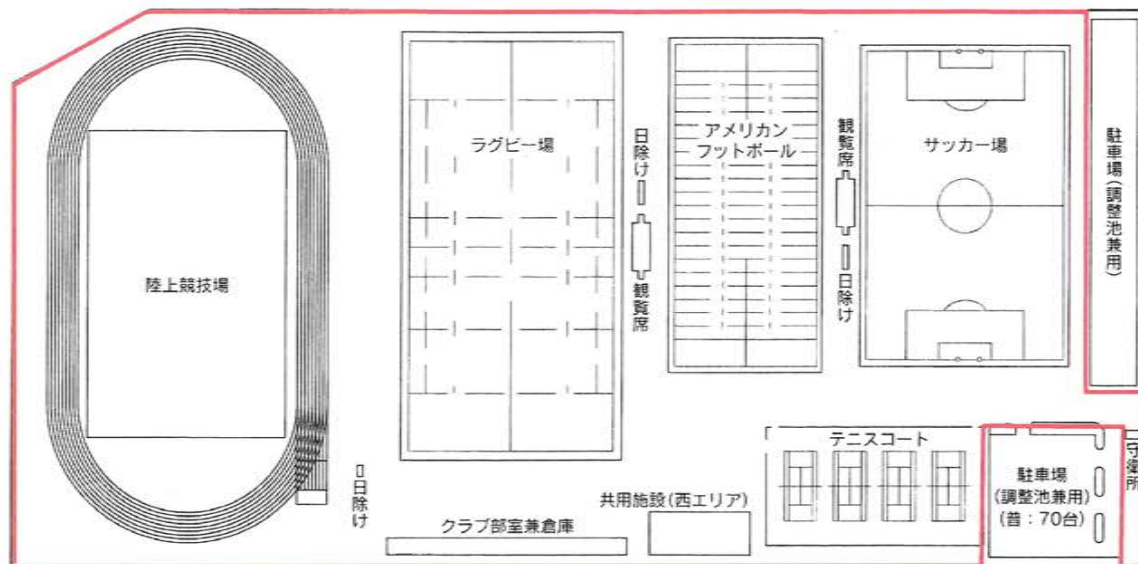 陸上競技場
ラグビー場
日除け
観覧席
アメリカン
フットボール
観覧席
日除け
サッカー場
駐車場(調整池兼用)
日除け
クラブ部室兼倉庫
共用施設(西エリア)
テニスコート
駐車場
(調整池兼用)
(普：70台)
守衛所